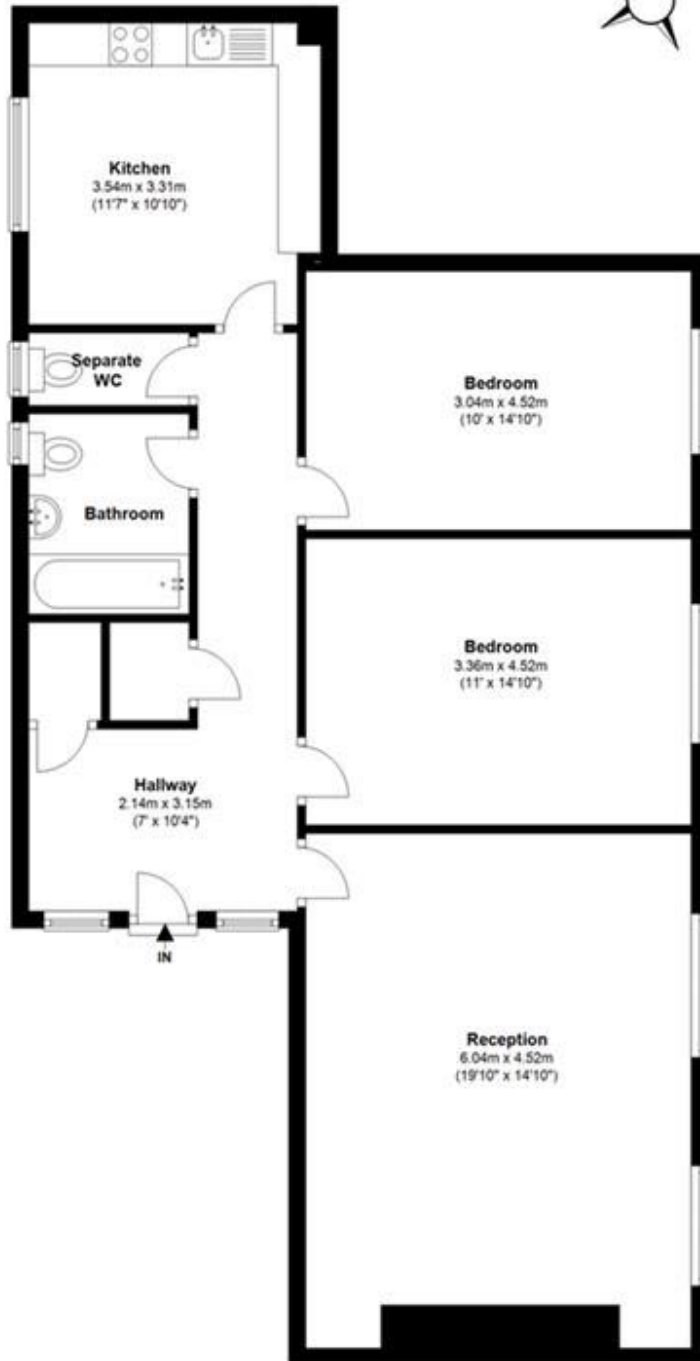 Kitchen
3.54m x 3.31m
(11'7" x 10'10")
Separate
WC
Bedroom
3.04m x 4.52m
(10' x 14'10")
Bathroom
Bedroom
3.36m x 4.52m
(11' x 14'10")
Hallway
2.14m x 3.15m
(7' x 10'4")
IN
Reception
6.04m x 4.52m
(19'10" x 14'10")